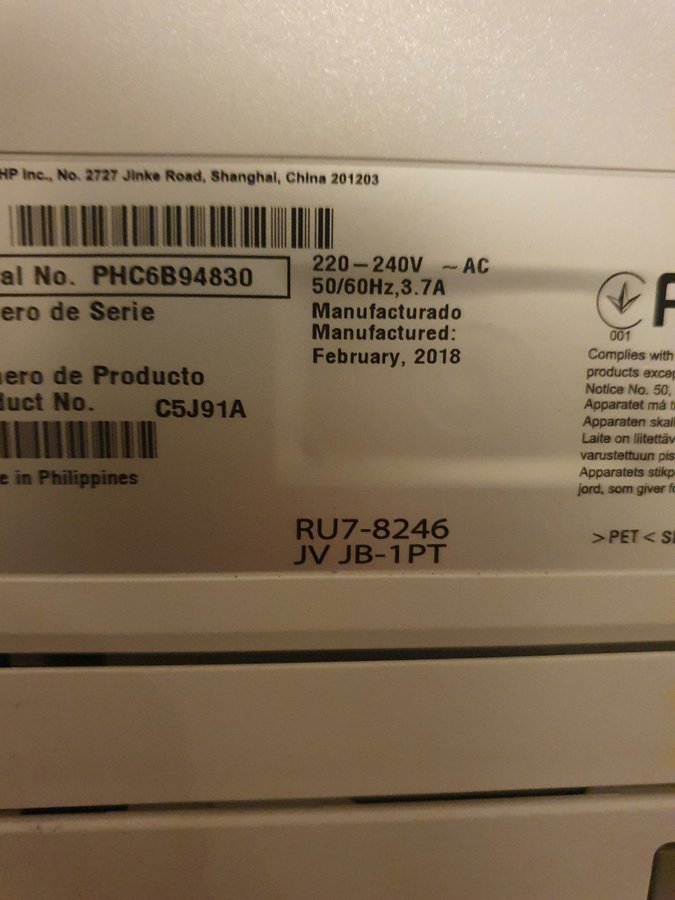 HP Inc., No. 2727 Jinke Road, Shanghai, China 201203
al No. PHC6B94830
ero de Serie
ero de Producto
duct No. C5J91A
e in Philippines
220-240V ~ AC
50/60Hz,3.7A
Manufacturado
Manufactured:
February, 2018
RU7-8246
JV JB-1PT
001
Complies with
products excep
Notice No. 50,
Apparatet må
Apparaten skal
Laite on liitettäv
varustettuun pis
Apparatets stikp
jord, som giver
>PET<